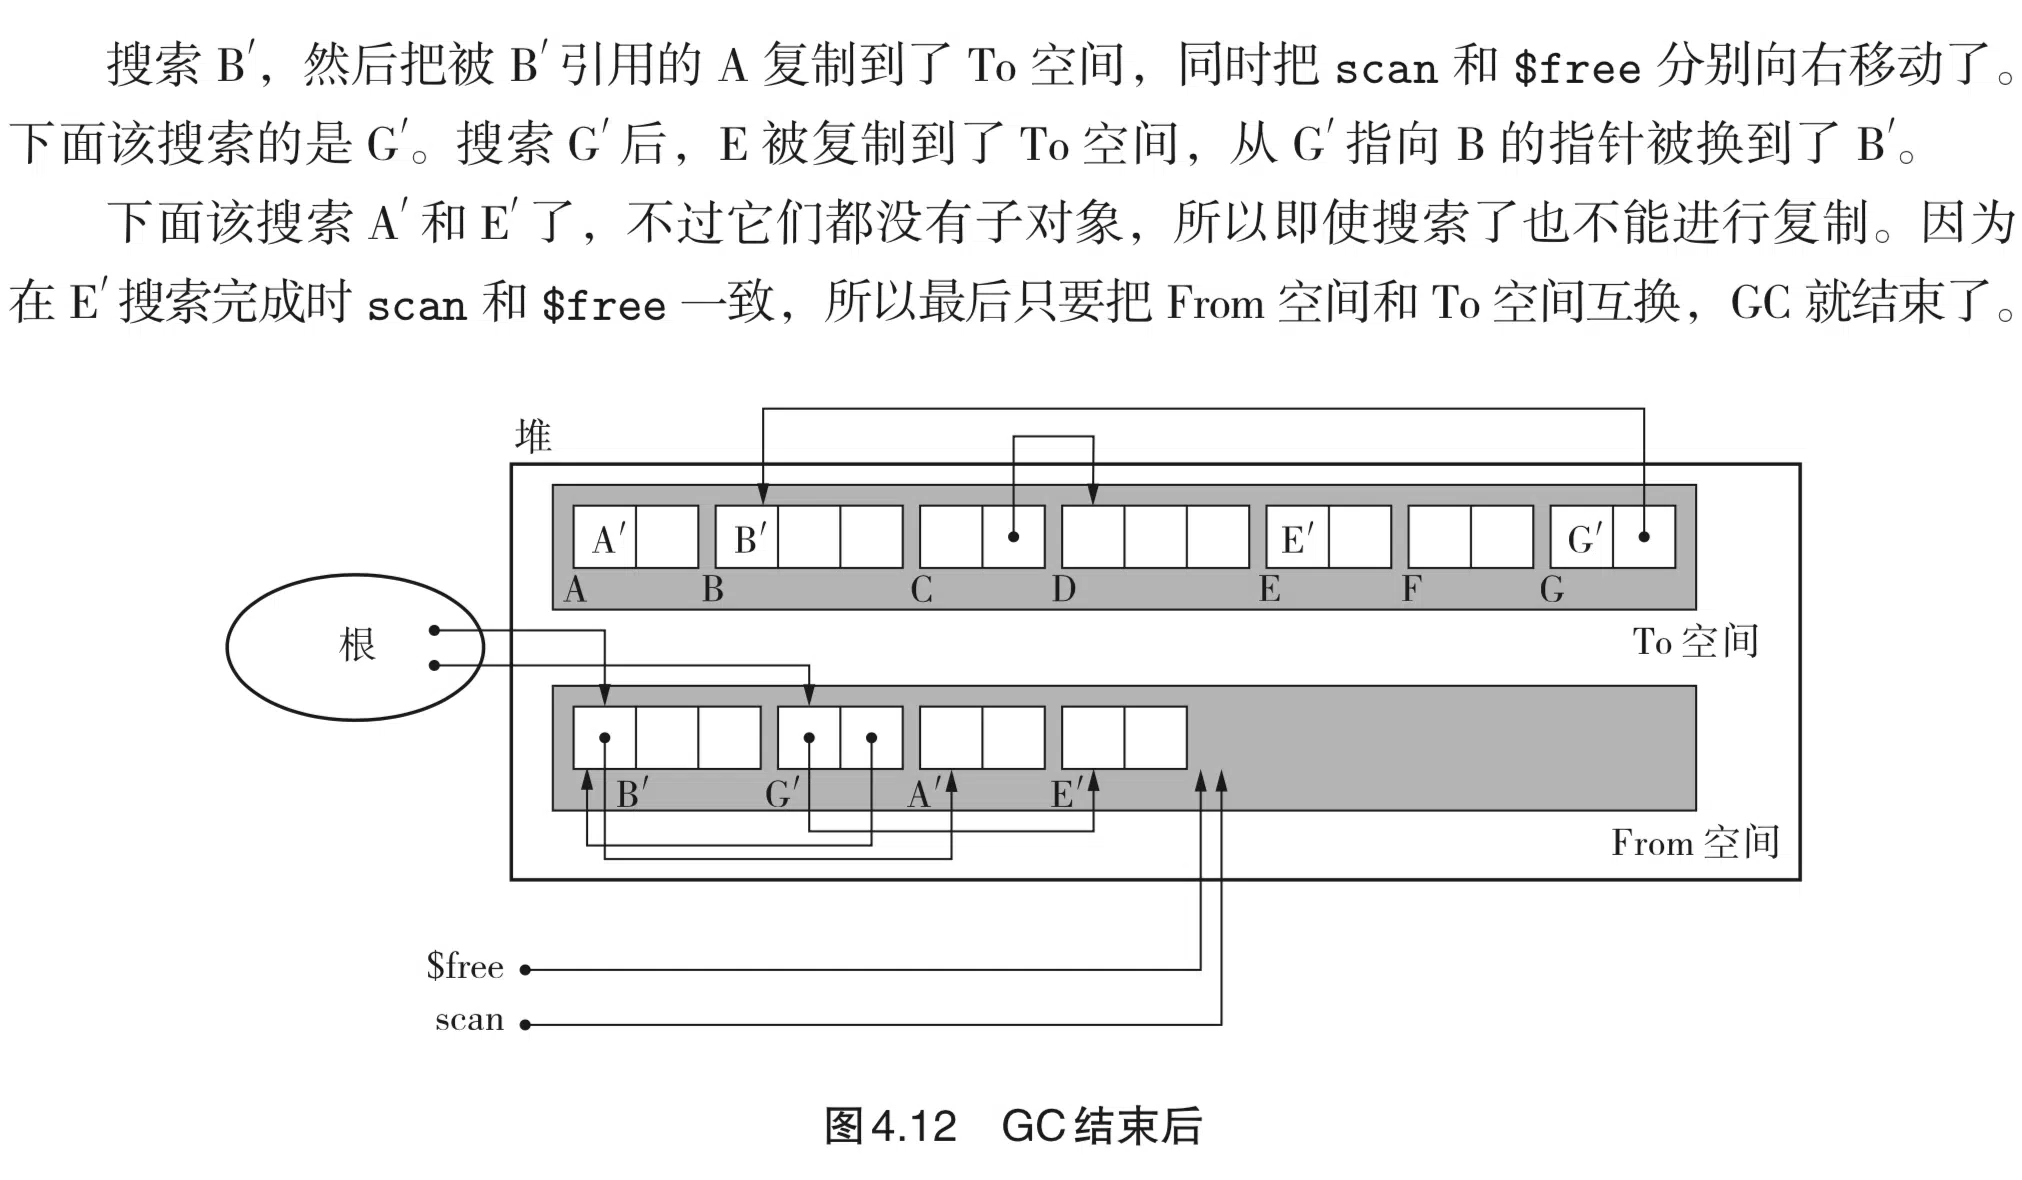 搜索 B′，然后把被 B′引用的 A 复制到了 To 空间，同时把 scan 和 $free 分别向右移动了。
下面该搜索的是 G′。搜索 G′后，E 被复制到了 To 空间，从 G′指向 B 的指针被换到了 B′。
下面该搜索 A′和 E′了，不过它们都没有子对象，所以即使搜索了也不能进行复制。因为
在 E′搜索完成时 scan 和 $free 一致，所以最后只要把 From 空间和 To 空间互换，GC 就结束了。
堆
A′ B′ E′ G′
A B C D E F G
根
To 空间
B′ G′ A′ E′
From 空间
$free
scan
图4.12 GC结束后